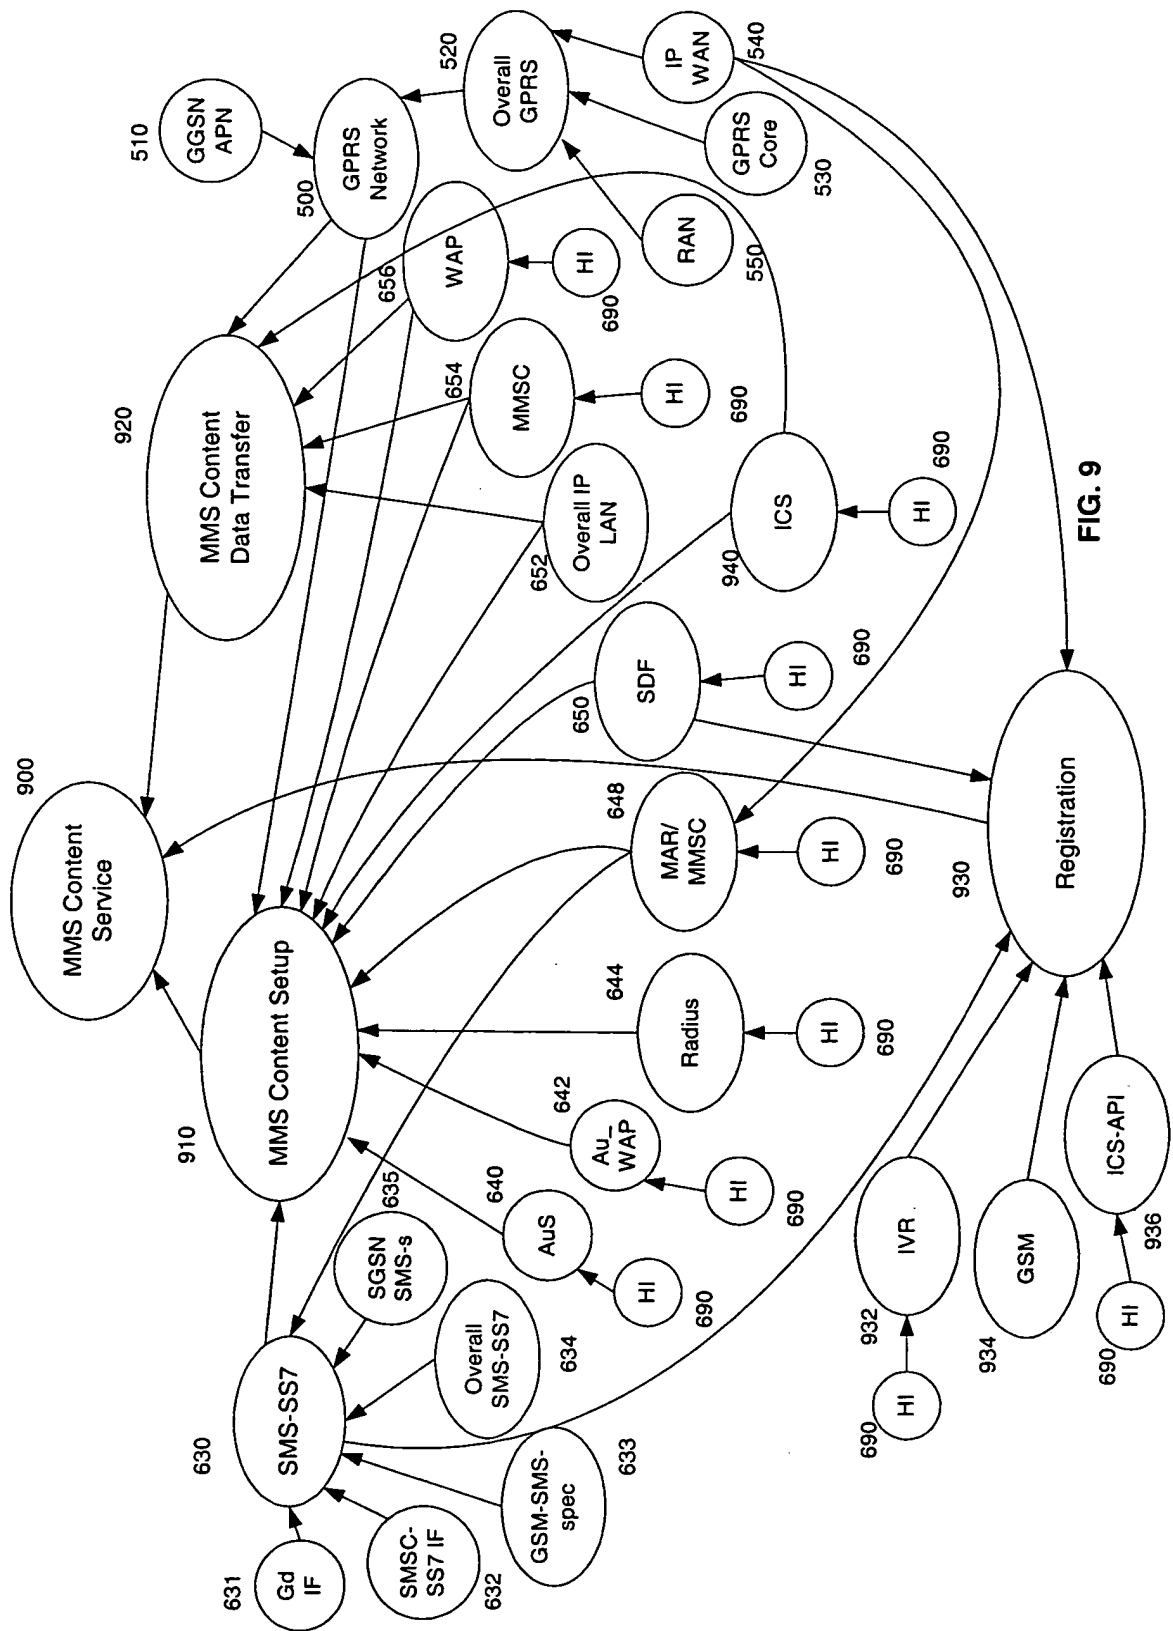 900
MMS Content
Service
920
MMS Content
Data Transfer
910
MMS Content Setup
510
GGSN
APN
500
GPRS
Network
520
Overall
GPRS
540
IP
WAN
530
GPRS
Core
550
RAN
656
WAP
HI
690
654
MMSC
HI
690
652
Overall IP
LAN
940
ICS
HI
690
650
SDF
HI
690
648
MAR/
MMSC
HI
690
644
Radius
HI
690
642
Au_
WAP
HI
690
640
AuS
HI
690
630
SMS-SS7
635
SGSN
SMS-s
634
Overall
SMS-SS7
633
GSM-SMS-
spec
632
SMSC-
SS7 IF
631
Gd
IF
930
Registration
932
IVR
690
HI
934
GSM
936
ICS-API
690
HI
FIG. 9